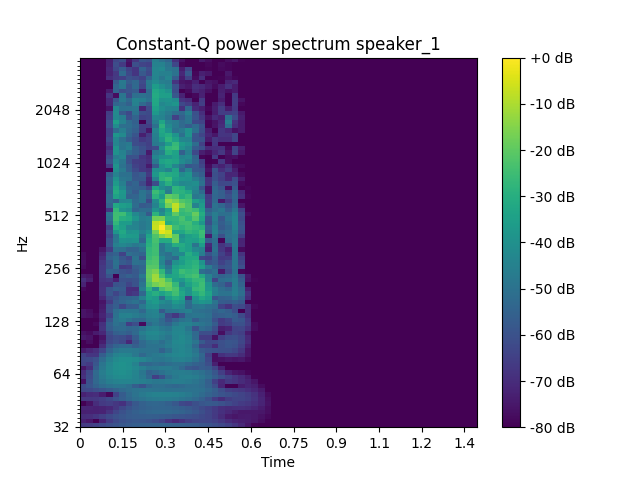 Constant-Q power spectrum speaker_1
+0 dB
2048
-10 dB
1024
-20 dB
512
-30 dB
Hz
-40 dB
256
-50 dB
128
-60 dB
64
-70 dB
32
-80 dB
0 0.15 0.3 0.45 0.6 0.75 0.9 1.1 1.2 1.4
Time